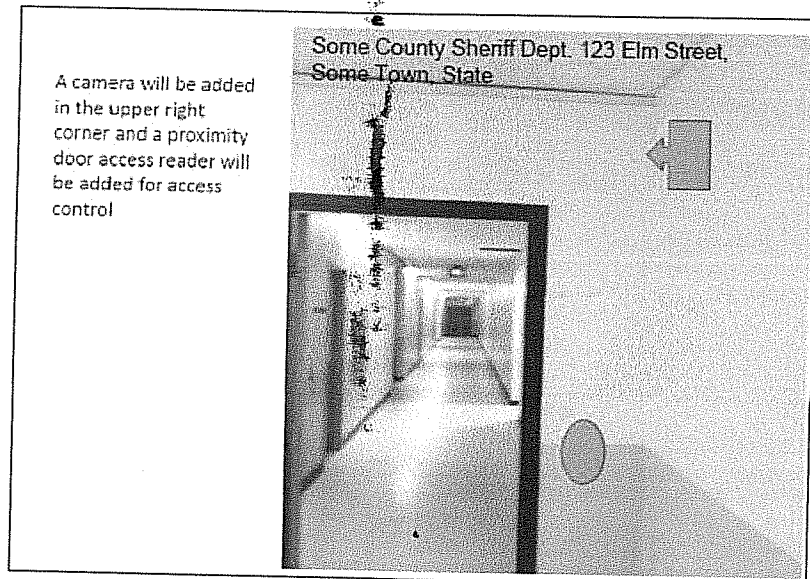 Some County Sheriff Dept. 123 Elm Street,
Some Town, State
A camera will be added
in the upper right
corner and a proximity
door access reader will
be added for access
control